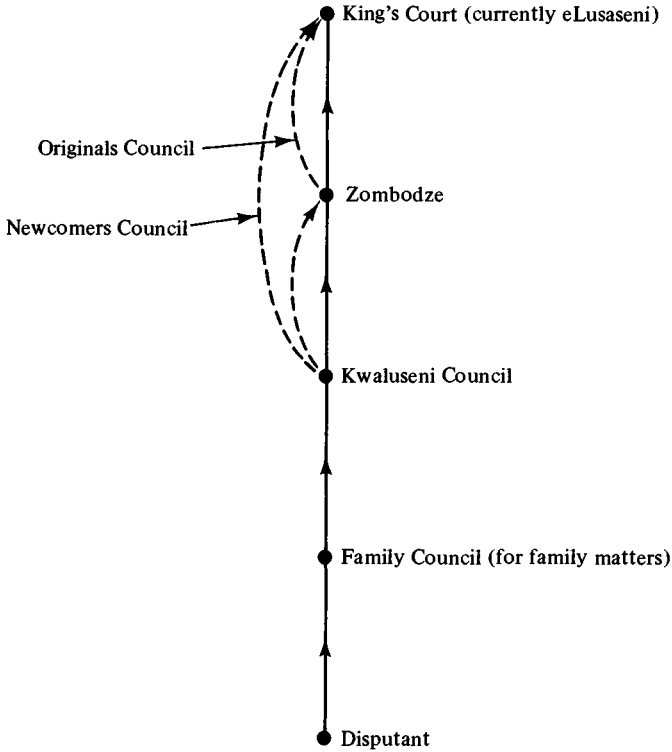 King's Court (currently eLusaseni)
Originals Council
Zombodze
Newcomers Council
Kwaluseni Council
Family Council (for family matters)
Disputant